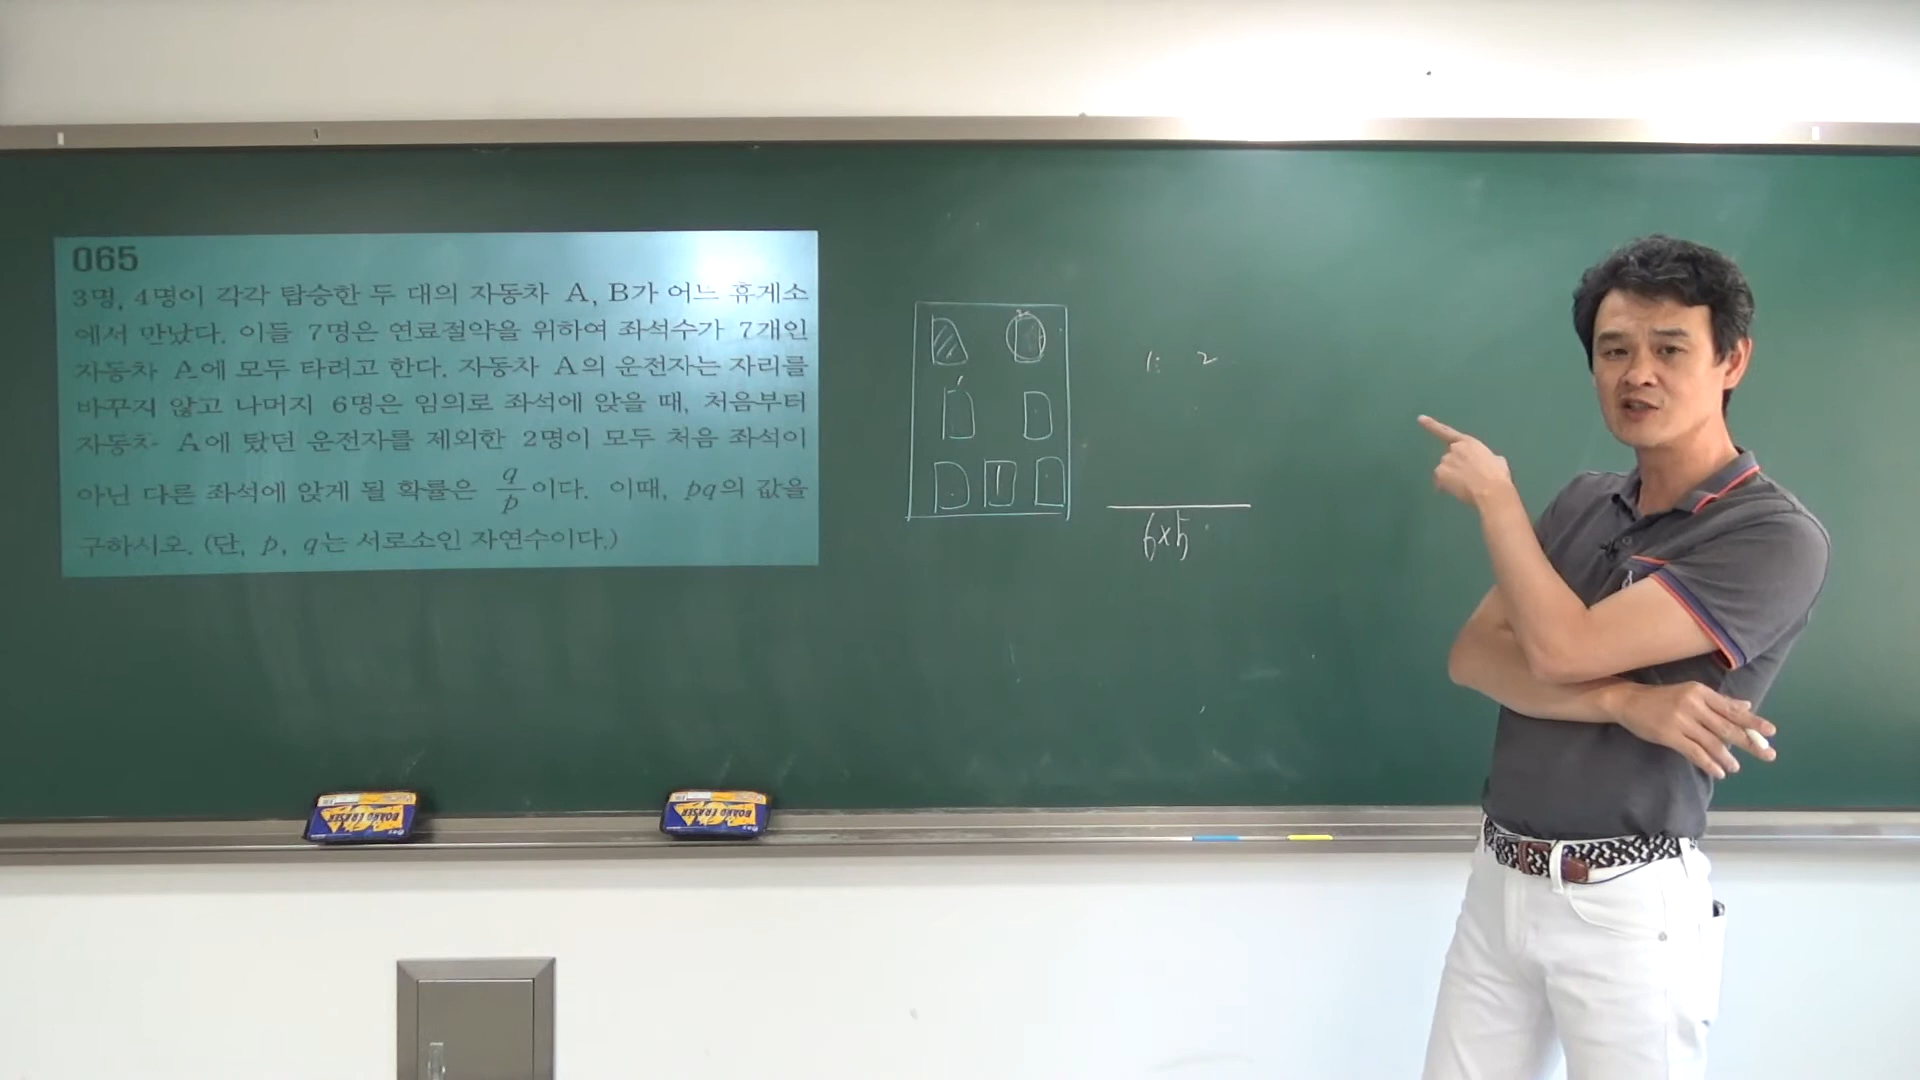 065
3명, 4명이 각각 탑승한 두 대의 자동차 A, B가 어느 휴게소
에서 만났다. 이들 7명은 연료절약을 위하여 좌석수가 7개인
자동차 A에 모두 타려고 한다. 자동차 A의 운전자는 자리를
바꾸지 않고 나머지 6명은 임의로 좌석에 앉을 때, 처음부터
자동차 A에 탔던 운전자를 제외한 2명이 모두 처음 좌석이
아닌 다른 좌석에 앉게 될 확률은 q/p이다. 이때, pq의 값을
구하시오. (단, p, q는 서로소인 자연수이다.)
2
1
1
1: 2
6×5
BOARD ERASER
BOARD ERASER